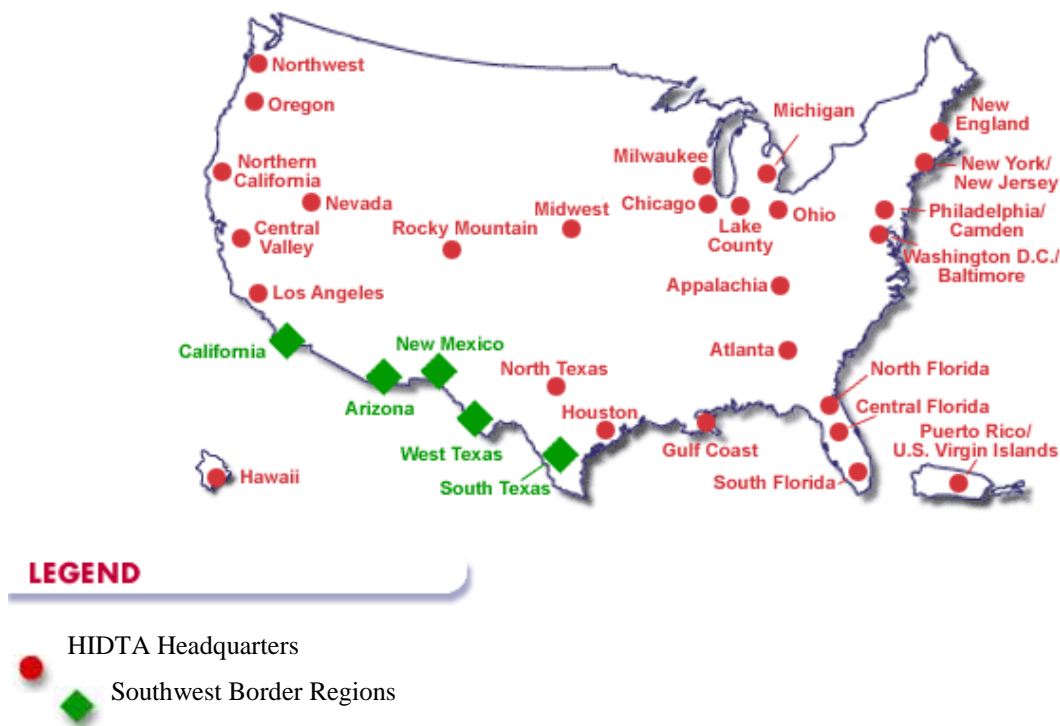 Northwest
Oregon
Michigan
New
England
Northern
California
Milwaukee
New York/
New Jersey
Nevada
Chicago
Lake
County
Ohio
Midwest
Philadelphia/
Camden
Central
Valley
Rocky Mountain
Washington D.C./
Baltimore
Los Angeles
Appalachia
California
New Mexico
Atlanta
North Texas
North Florida
Arizona
Houston
Central Florida
West Texas
Gulf Coast
Puerto Rico/
U.S. Virgin Islands
Hawaii
South Texas
South Florida
LEGEND
HIDTA Headquarters
Southwest Border Regions